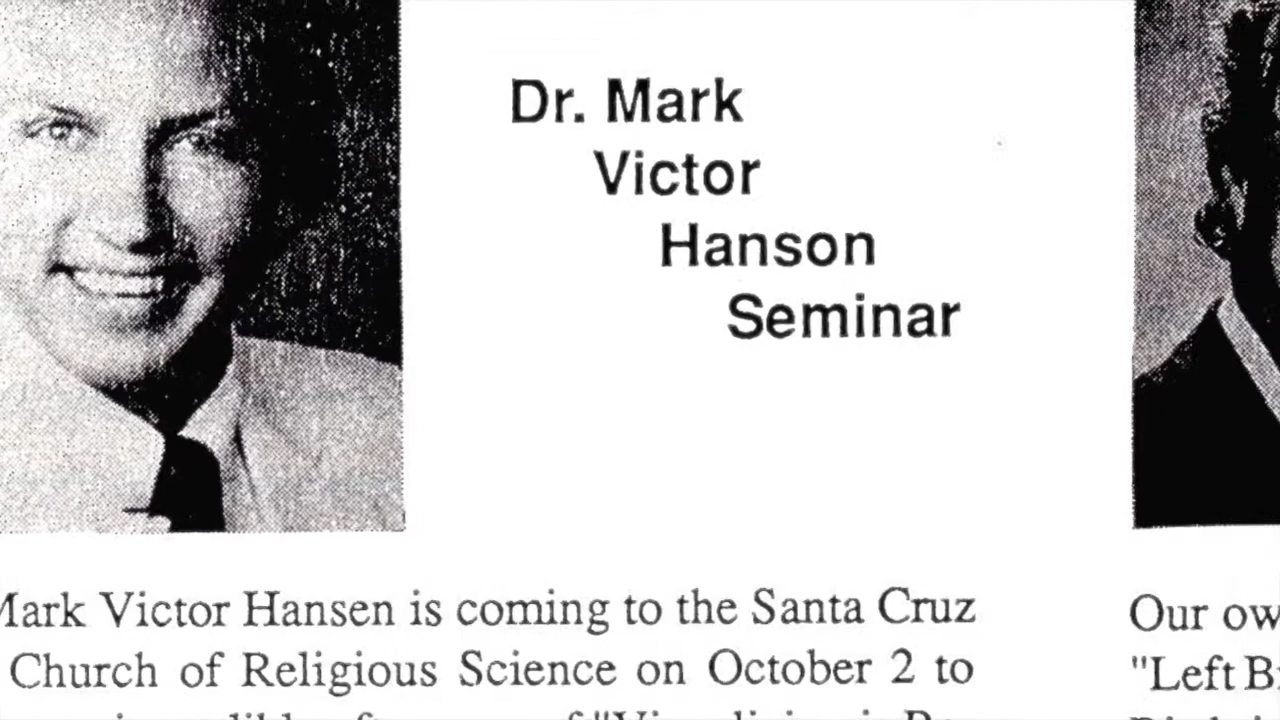 Dr. Mark
Victor
Hanson
Seminar
Mark Victor Hansen is coming to the Santa Cruz
Church of Religious Science on October 2 to
Our
"Left